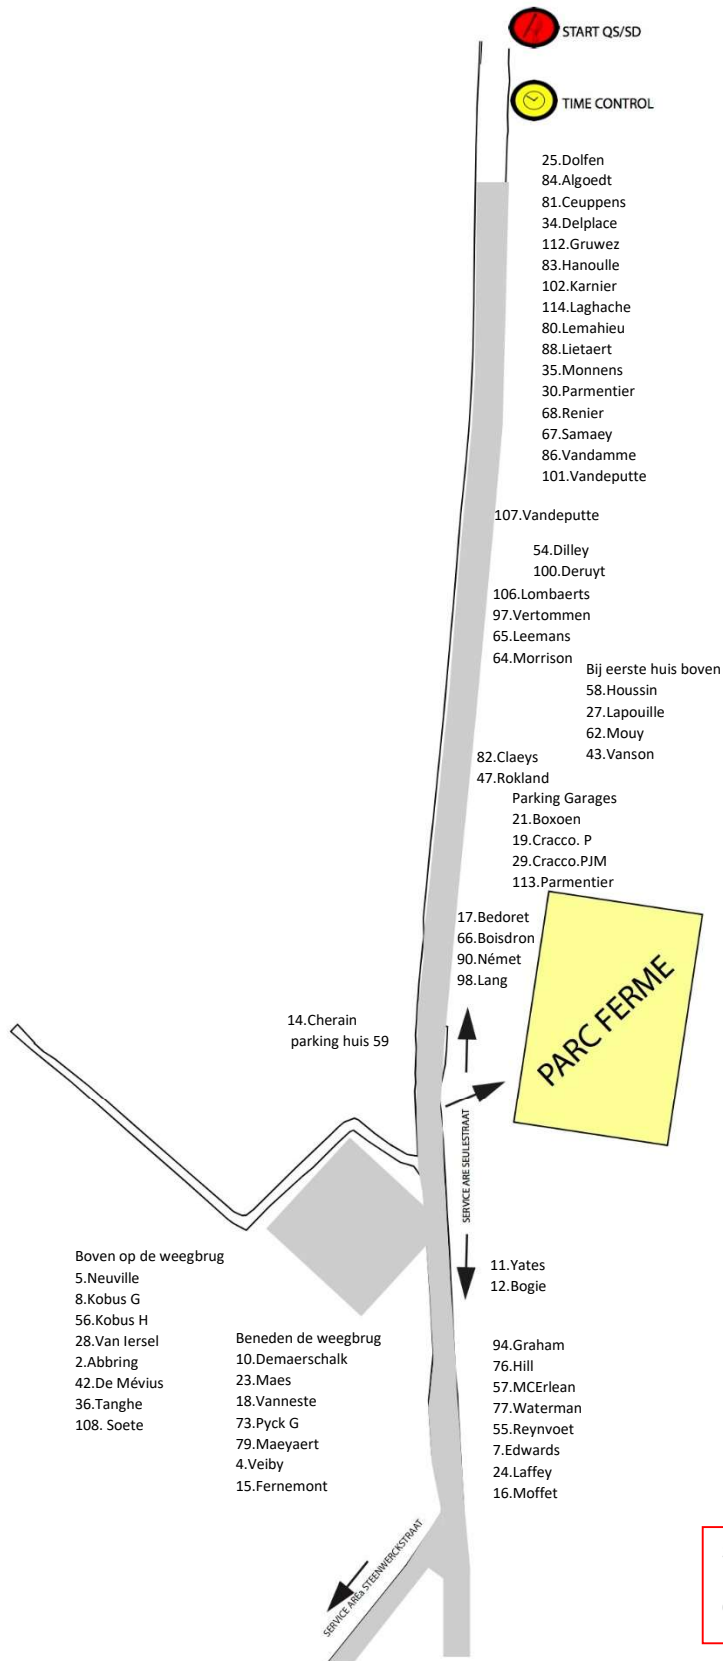 START QS/SD
TIME CONTROL
25.Dolfen
84.Algoedt
81.Ceuppens
34.Delplace
112.Gruwez
83.Hanoulle
102.Karnier
114.Laghache
80.Lemahieu
88.Lietaert
35.Monnens
30.Parmentier
68.Renier
67.Samaey
86.Vandamme
101.Vandeputte
107.Vandeputte
54.Dilley
100.Deruyt
106.Lombaerts
97.Vertommen
65.Leemans
64.Morrison
Bij eerste huis boven
58.Houssin
27.Lapouille
62.Mouy
43.Vanson
82.Claeys
47.Rokland
Parking Garages
21.Boxoen
19.Cracco. P
29.Cracco.PJM
113.Parmentier
17.Bedoret
66.Boisdron
90.Német
98.Lang
PARC FERME
14.Cherain
parking huis 59
SERVICE ARE SEULESTRAAT
Boven op de weegbrug
5.Neuville
8.Kobus G
56.Kobus H
28.Van Iersel
2.Abbring
42.De Mévius
36.Tanghe
108. Soete
Beneden de weegbrug
10.Demaerschalk
23.Maes
18.Vanneste
73.Pyck G
79.Maeyaert
4.Veiby
15.Fernemont
11.Yates
12.Bogie
94.Graham
76.Hill
57.MCErlean
77.Waterman
55.Reynvoet
7.Edwards
24.Laffey
16.Moffet
SERVICE AREa STEENWERCKSTRAAT